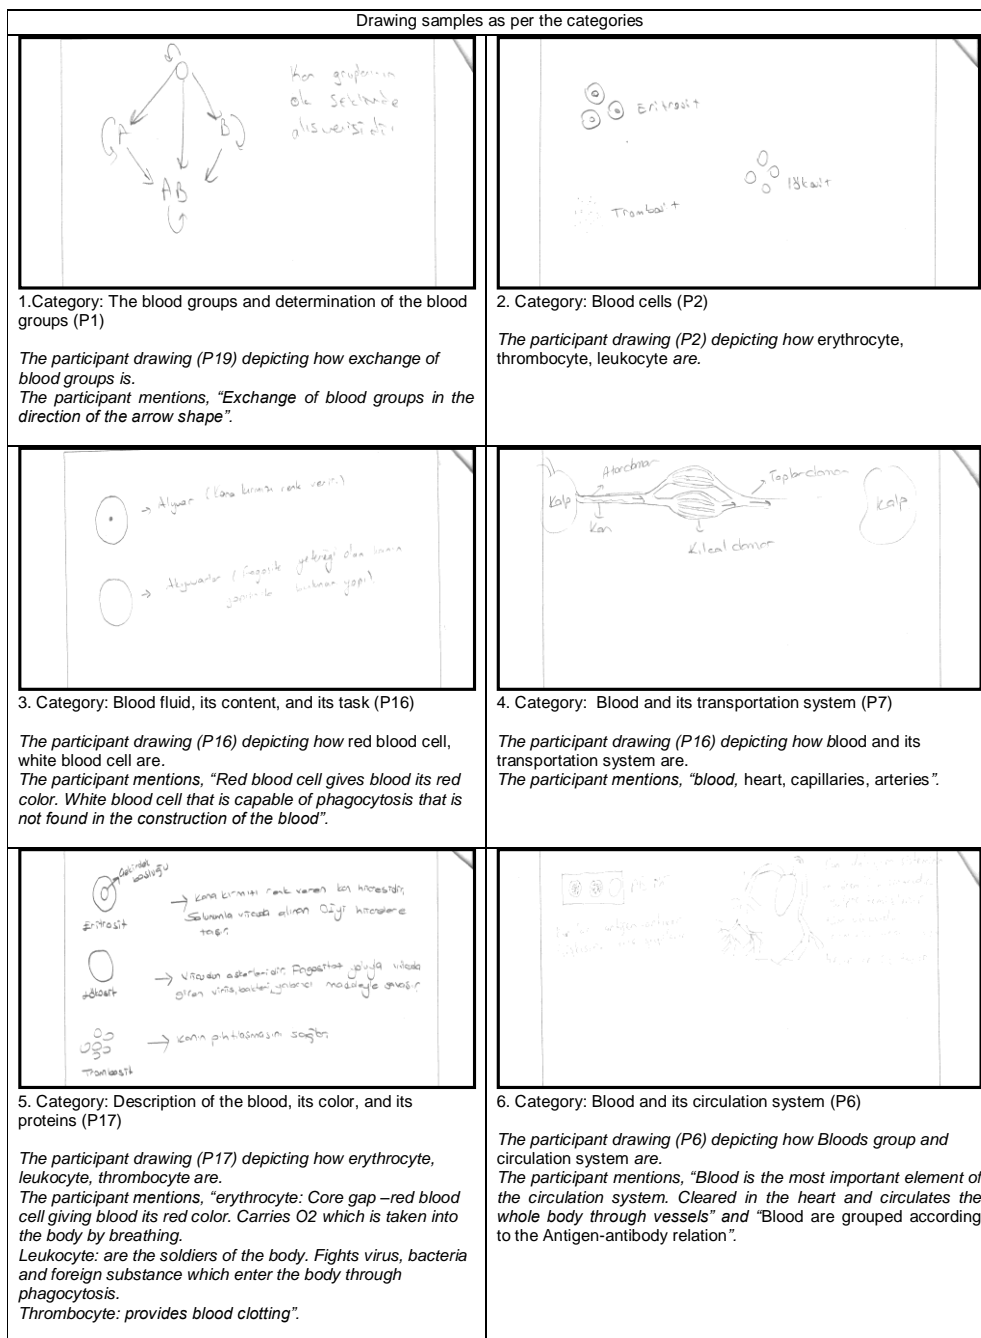 Drawing samples as per the categories
Kan
A
B
AB
Eritrosit
Trombosit
1.Category: The blood groups and determination of the blood
groups (P1)
The participant drawing (P19) depicting how exchange of
blood groups is.
The participant mentions, “Exchange of blood groups in the
direction of the arrow shape”.
2. Category: Blood cells (P2)
The participant drawing (P2) depicting how erythrocyte,
thrombocyte, leukocyte are.
Alyuvar (Kana kırmızı renk verir.)
Akyuvarlar
3. Category: Blood fluid, its content, and its task (P16)
The participant drawing (P16) depicting how red blood cell,
white blood cell are.
The participant mentions, “Red blood cell gives blood its red
color. White blood cell that is capable of phagocytosis that is
not found in the construction of the blood”.
Kalp
Atardamar
Kan
Kılcal damar
Toplardamar
Kalp
4. Category: Blood and its transportation system (P7)
The participant drawing (P16) depicting how blood and its
transportation system are.
The participant mentions, “blood, heart, capillaries, arteries”.
Eritrosit
Kana kırmızı renk veren kan hücresidir.
Solunumla vücuda alınan O2yi hücrelere
taşır.
Vücudun askerleridir. Fagositoz yoluyla vücuda
giren virüs, bakteri, yabancı maddeyle savaşır
Trombosit
Kanın pıhtılaşmasını sağlar.
5. Category: Description of the blood, its color, and its
proteins (P17)
The participant drawing (P17) depicting how erythrocyte,
leukocyte, thrombocyte are.
The participant mentions, “erythrocyte: Core gap –red blood
cell giving blood its red color. Carries O2 which is taken into
the body by breathing.
Leukocyte: are the soldiers of the body. Fights virus, bacteria
and foreign substance which enter the body through
phagocytosis.
Thrombocyte: provides blood clotting”.
6. Category: Blood and its circulation system (P6)
The participant drawing (P6) depicting how Bloods group and
circulation system are.
The participant mentions, “Blood is the most important element of
the circulation system. Cleared in the heart and circulates the
whole body through vessels” and “Blood are grouped according
to the Antigen-antibody relation”.